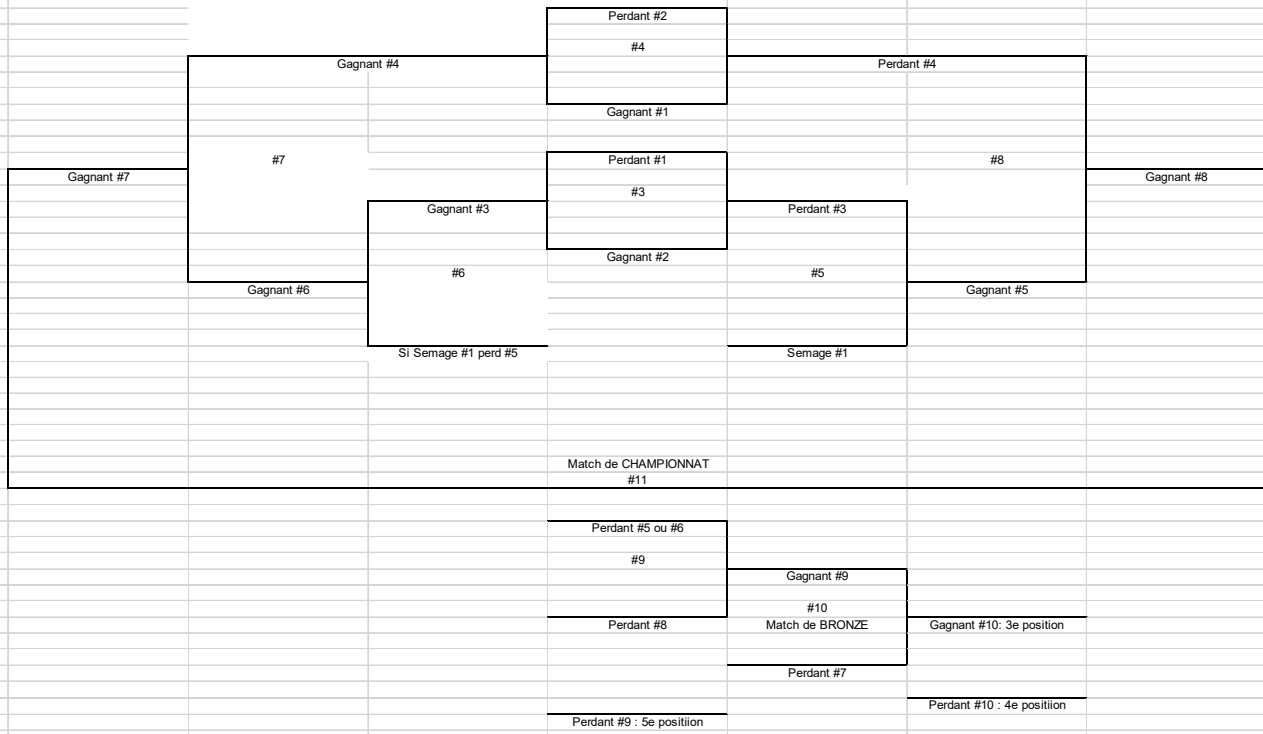 Perdant #2
#4
Gagnant #4
Perdant #4
Gagnant #1
#7
Perdant #1
#8
Gagnant #7
Gagnant #8
#3
Gagnant #3
Perdant #3
Gagnant #2
#6
#5
Gagnant #6
Gagnant #5
Si Semage #1 perd #5
Semage #1
Match de CHAMPIONNAT
#11
Perdant #5 ou #6
#9
Gagnant #9
#10
Perdant #8
Match de BRONZE
Gagnant #10: 3e position
Perdant #7
Perdant #10 : 4e positiion
Perdant #9 : 5e positiion